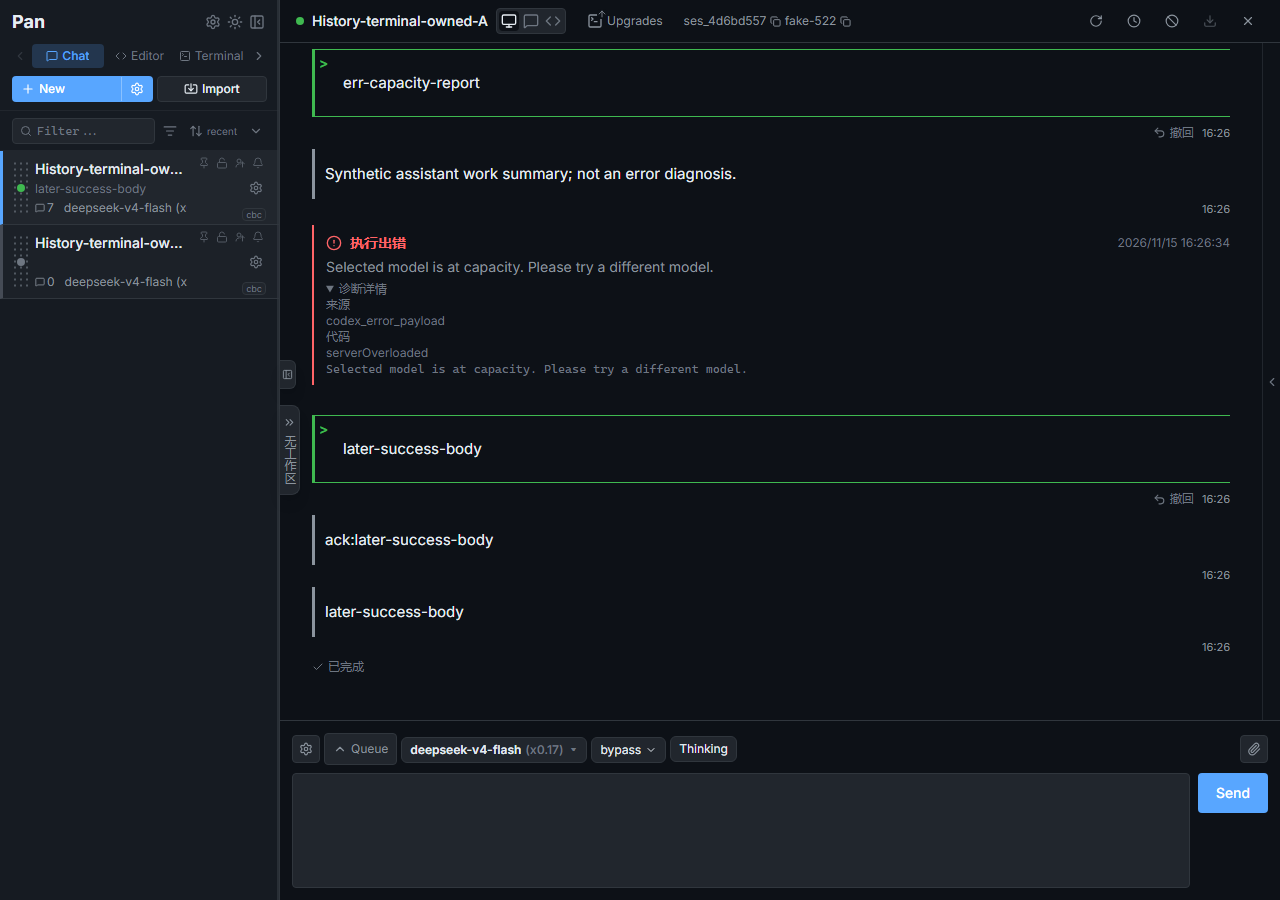 Pan
Chat
Editor
Terminal
New
Import
Filter ...
recent
History-terminal-ow...
later-success-body
7 deepseek-v4-flash (x
cbc
History-terminal-ow...
0 deepseek-v4-flash (x
cbc
History-terminal-owned-A
Upgrades
ses_4d6bd557
fake-522
>
err-capacity-report
撤回 16:26
Synthetic assistant work summary; not an error diagnosis.
16:26
执行出错
2026/11/15 16:26:34
Selected model is at capacity. Please try a different model.
▼ 诊断详情
来源
codex_error_payload
代码
serverOverloaded
Selected model is at capacity. Please try a different model.
无工作区
>
later-success-body
撤回 16:26
ack:later-success-body
16:26
later-success-body
16:26
已完成
Queue
deepseek-v4-flash (x0.17)
bypass
Thinking
Send